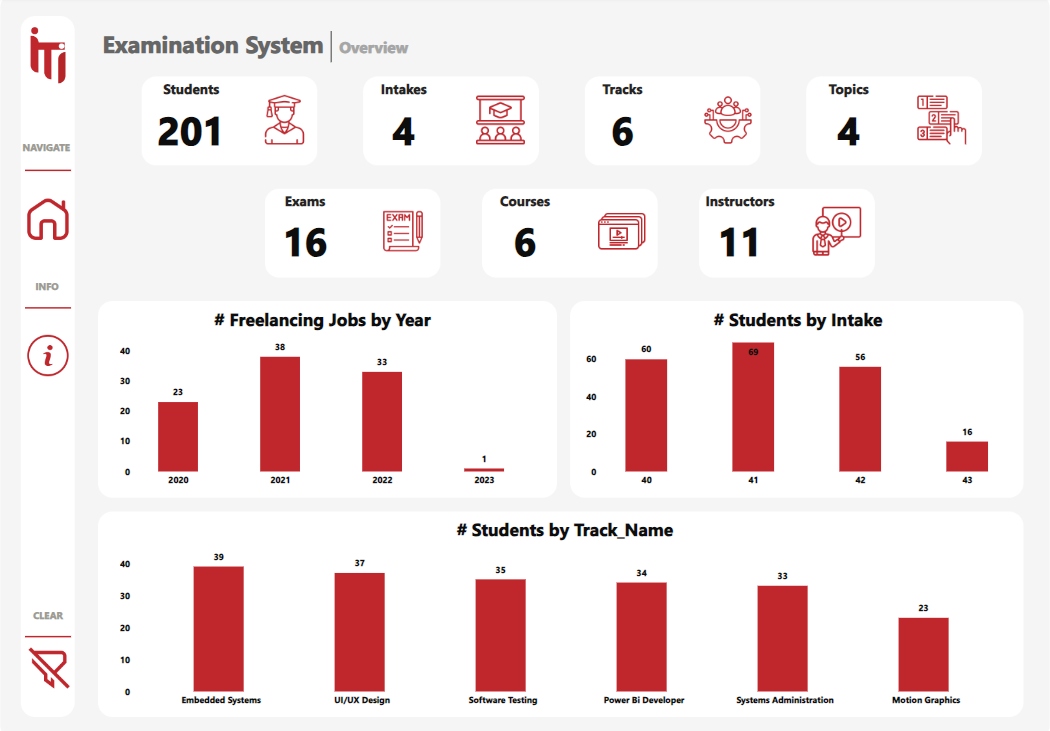 iTi
Examination System | Overview
Students
201
Intakes
4
Tracks
6
Topics
4
1
2
3
NAVIGATE
Exams
16
EXAM
Courses
6
Instructors
11
INFO
i
# Freelancing Jobs by Year
40
30
20
10
0
23
38
33
1
2020 2021 2022 2023
# Students by Intake
60
40
20
0
60
69
56
16
40 41 42 43
# Students by Track_Name
40
30
20
10
0
39
37
35
34
33
23
Embedded Systems UI/UX Design Software Testing Power Bi Developer Systems Administration Motion Graphics
CLEAR